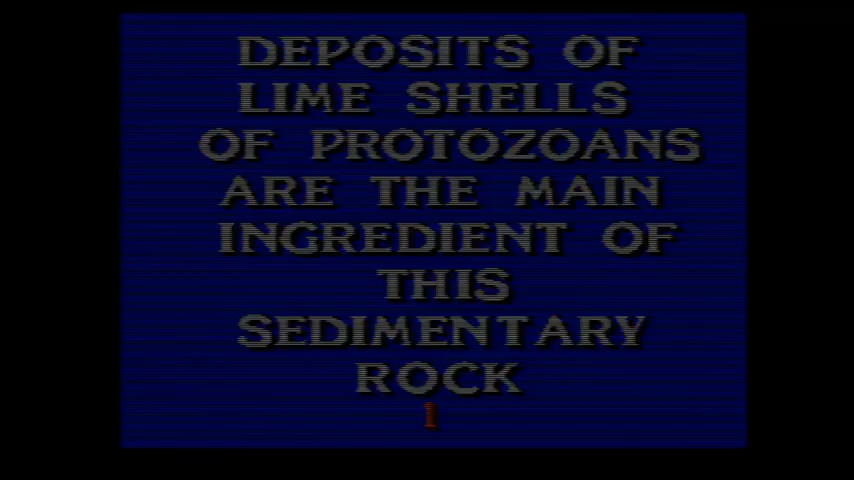 DEPOSITS OF
LIME SHELLS
OF PROTOZOANS
ARE THE MAIN
INGREDIENT OF
THIS
SEDIMENTARY
ROCK
1